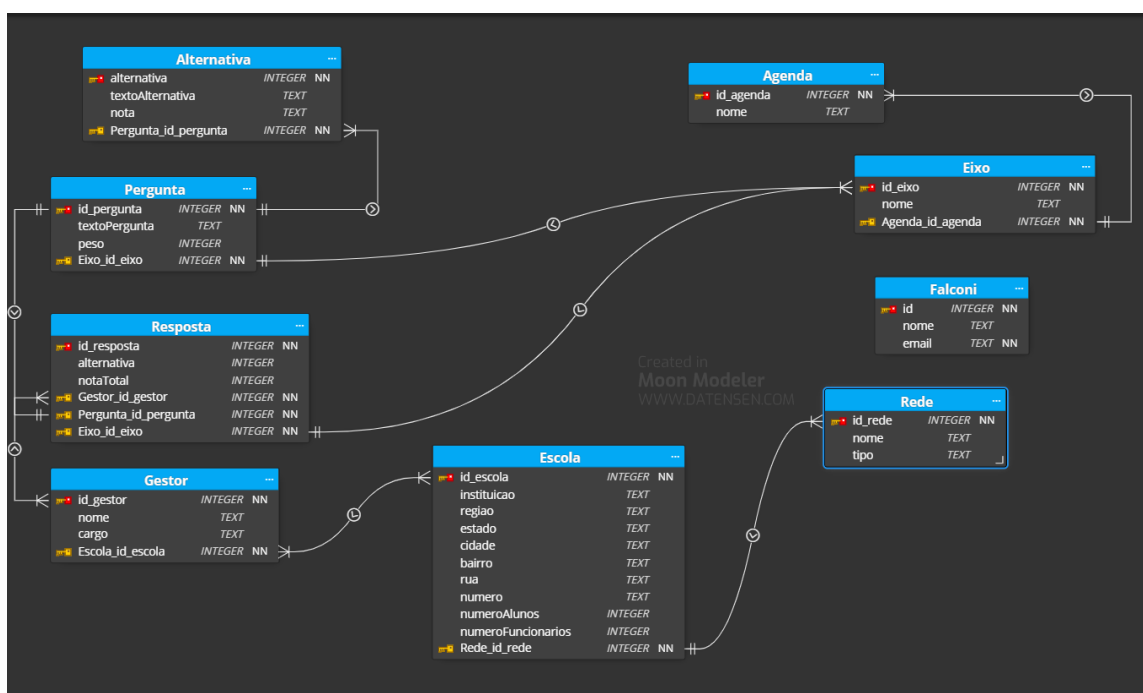 Alternativa ...
alternativa INTEGER NN
textoAlternativa TEXT
nota TEXT
Pergunta_id_pergunta INTEGER NN
Agenda ...
id_agenda INTEGER NN
nome TEXT
Eixo ...
id_eixo INTEGER NN
nome TEXT
Agenda_id_agenda INTEGER NN
Pergunta ...
id_pergunta INTEGER NN
textoPergunta TEXT
peso INTEGER
Eixo_id_eixo INTEGER NN
Falconi ...
id INTEGER NN
nome TEXT
email TEXT NN
Resposta ...
id_resposta INTEGER NN
alternativa INTEGER
notaTotal INTEGER
Gestor_id_gestor INTEGER NN
Pergunta_id_pergunta INTEGER NN
Eixo_id_eixo INTEGER NN
Created in
Moon Modeler
WWW.DATENSEN.COM
Rede ...
id_rede INTEGER NN
nome TEXT
tipo TEXT
Gestor ...
id_gestor INTEGER NN
nome TEXT
cargo TEXT
Escola_id_escola INTEGER NN
Escola ...
id_escola INTEGER NN
instituicao TEXT
regiao TEXT
estado TEXT
cidade TEXT
bairro TEXT
rua TEXT
numero TEXT
numeroAlunos INTEGER
numeroFuncionarios INTEGER
Rede_id_rede INTEGER NN